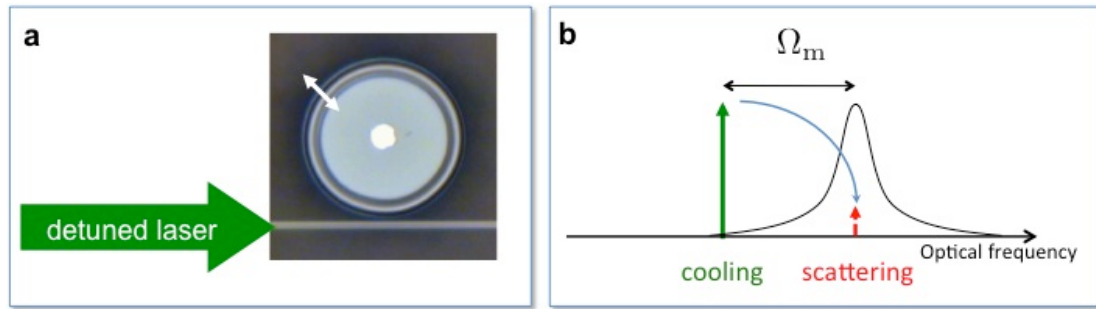 a
detuned laser
b
Ωm
Optical frequency
cooling
scattering